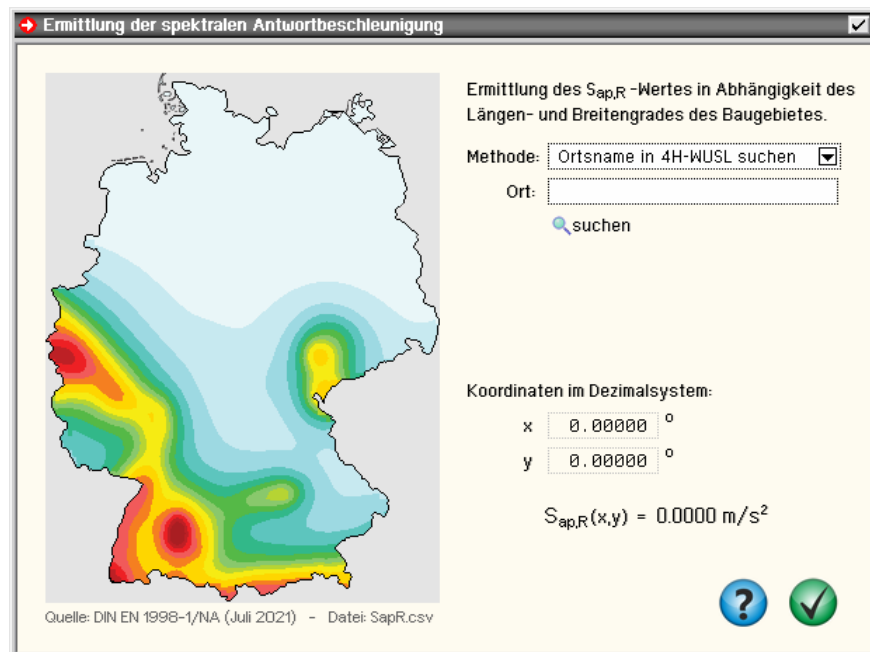 Ermittlung der spektralen Antwortbeschleunigung
Ermittlung des Sap,R -Wertes in Abhängigkeit des
Längen- und Breitengrades des Baugebietes.
Methode: Ortsname in 4H-WUSL suchen
Ort:
suchen
Koordinaten im Dezimalsystem:
x 0.00000 °
y 0.00000 °
Sap,R(x,y) = 0.0000 m/s²
Quelle: DIN EN 1998-1/NA (Juli 2021) - Datei: SapR.csv
?